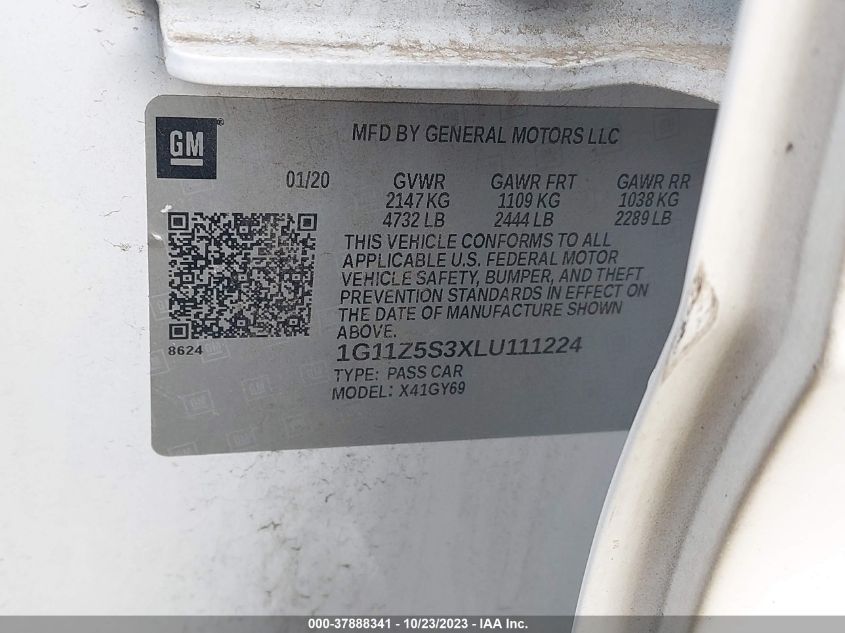 GM
MFD BY GENERAL MOTORS LLC
01/20 GVWR GAWR FRT GAWR RR
2147 KG 1109 KG 1038 KG
4732 LB 2444 LB 2289 LB
THIS VEHICLE CONFORMS TO ALL
APPLICABLE U.S. FEDERAL MOTOR
VEHICLE SAFETY, BUMPER, AND THEFT
PREVENTION STANDARDS IN EFFECT ON
THE DATE OF MANUFACTURE SHOWN
ABOVE.
8624
1G11Z5S3XLU111224
TYPE: PASS CAR
MODEL: X41GY69
000-37888341 - 10/23/2023 - IAA Inc.